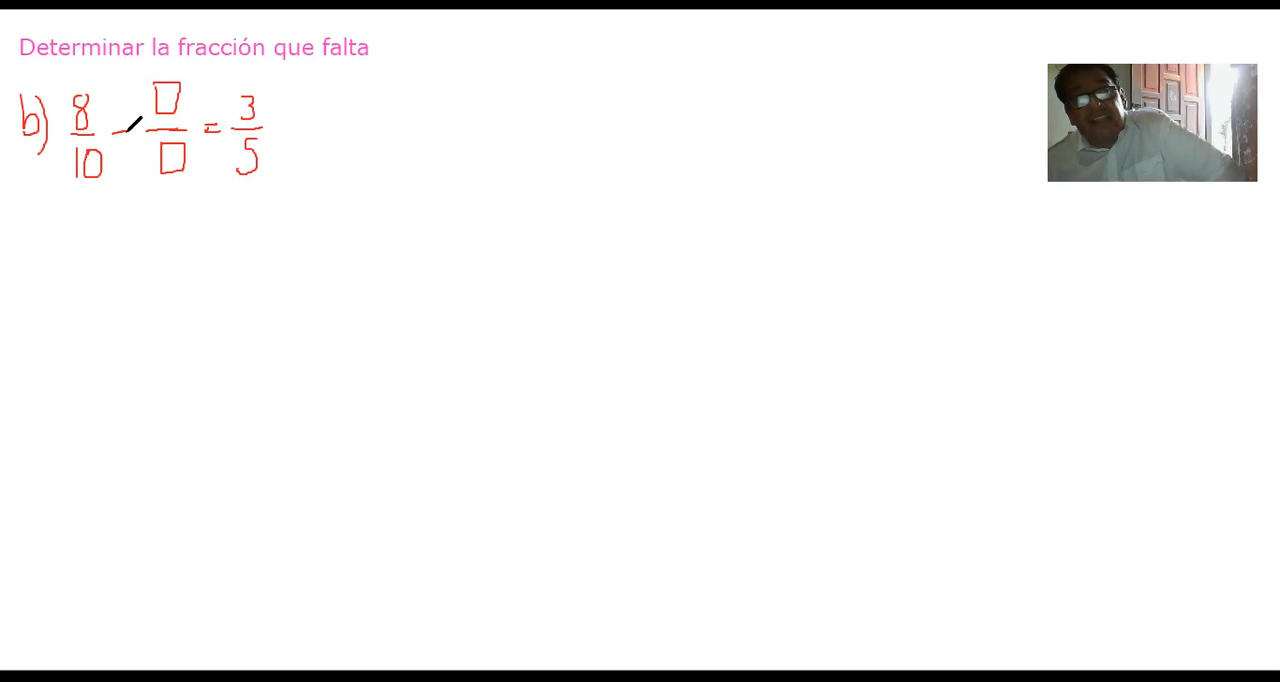 Determinar la fracción que falta
b) 8/10 - □/□ = 3/5